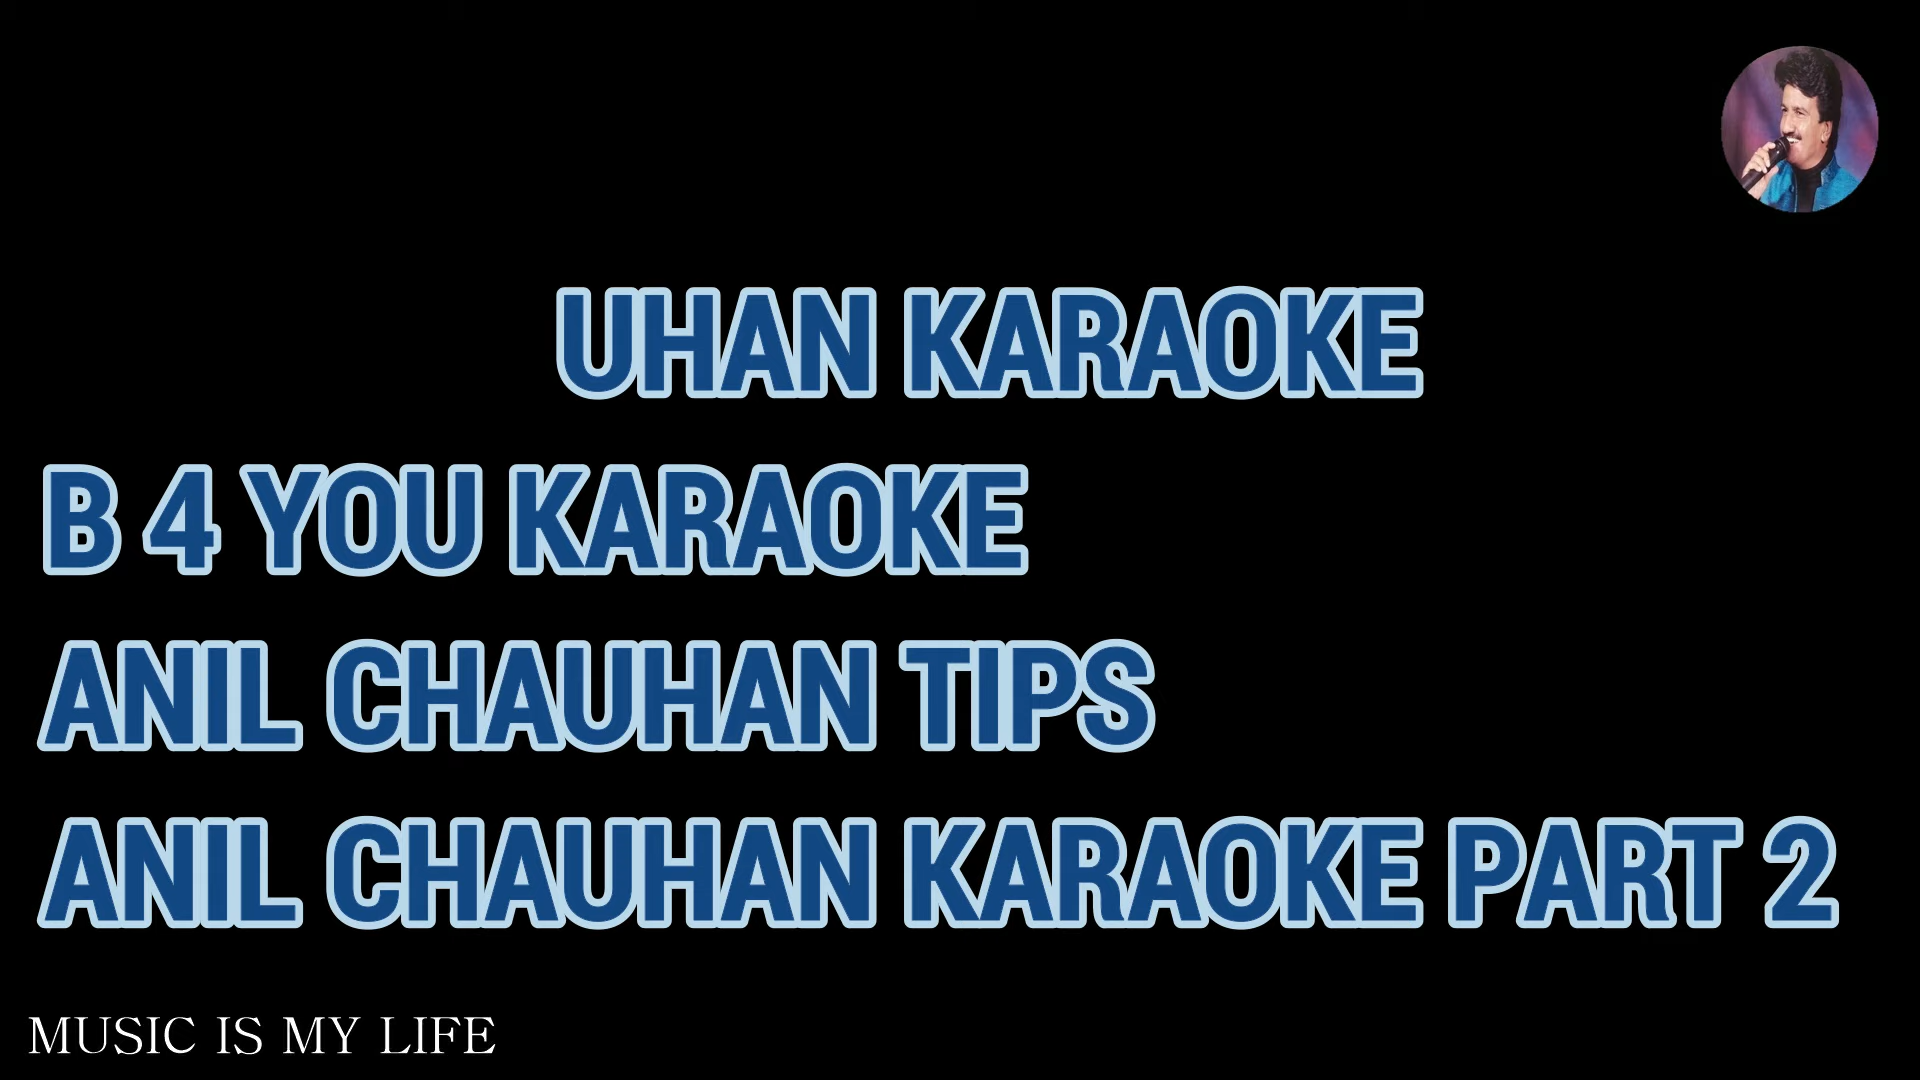 UHAN KARAOKE
B 4 YOU KARAOKE
ANIL CHAUHAN TIPS
ANIL CHAUHAN KARAOKE PART 2
MUSIC IS MY LIFE